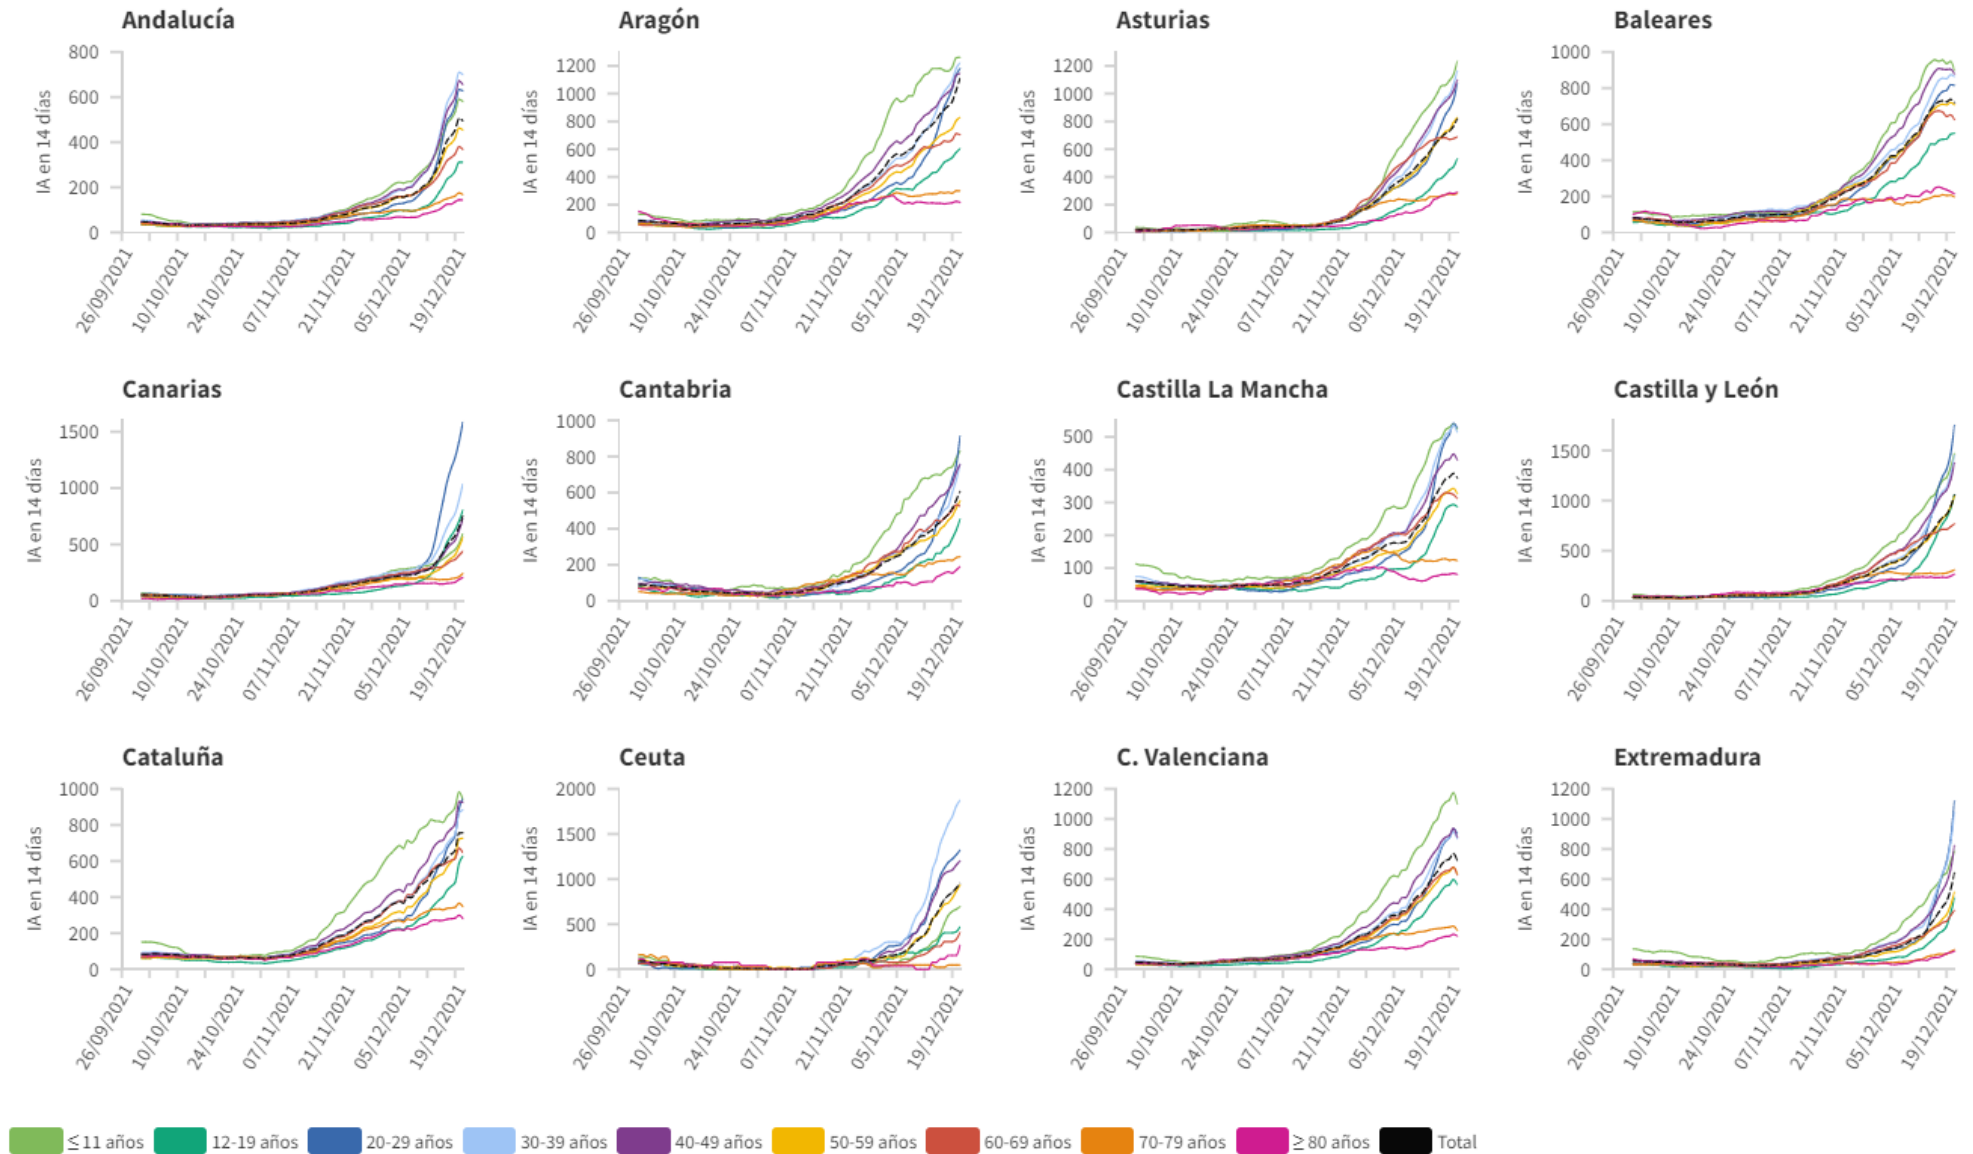 Andalucía Aragón Asturias Baleares
800 1200 1200 1000
600 1000 1000 800
400 800 800 600
200 600 600 400
0 400 400 200
200 200 0
0 0
IA en 14 días IA en 14 días IA en 14 días IA en 14 días
26/09/2021 10/10/2021 24/10/2021 07/11/2021 21/11/2021 05/12/2021 19/12/2021
26/09/2021 10/10/2021 24/10/2021 07/11/2021 21/11/2021 05/12/2021 19/12/2021
26/09/2021 10/10/2021 24/10/2021 07/11/2021 21/11/2021 05/12/2021 19/12/2021
26/09/2021 10/10/2021 24/10/2021 07/11/2021 21/11/2021 05/12/2021 19/12/2021
Canarias Cantabria Castilla La Mancha Castilla y León
1500 1000 500 1500
1000 800 400 1000
500 600 300 500
0 400 200 0
200 100
0 0
IA en 14 días IA en 14 días IA en 14 días IA en 14 días
26/09/2021 10/10/2021 24/10/2021 07/11/2021 21/11/2021 05/12/2021 19/12/2021
26/09/2021 10/10/2021 24/10/2021 07/11/2021 21/11/2021 05/12/2021 19/12/2021
26/09/2021 10/10/2021 24/10/2021 07/11/2021 21/11/2021 05/12/2021 19/12/2021
26/09/2021 10/10/2021 24/10/2021 07/11/2021 21/11/2021 05/12/2021 19/12/2021
Cataluña Ceuta C. Valenciana Extremadura
1000 2000 1200 1200
800 1500 1000 1000
600 1000 800 800
400 500 600 600
200 0 400 400
0 200 200
0 0
IA en 14 días IA en 14 días IA en 14 días IA en 14 días
26/09/2021 10/10/2021 24/10/2021 07/11/2021 21/11/2021 05/12/2021 19/12/2021
26/09/2021 10/10/2021 24/10/2021 07/11/2021 21/11/2021 05/12/2021 19/12/2021
26/09/2021 10/10/2021 24/10/2021 07/11/2021 21/11/2021 05/12/2021 19/12/2021
26/09/2021 10/10/2021 24/10/2021 07/11/2021 21/11/2021 05/12/2021 19/12/2021
≤ 11 años 12-19 años 20-29 años 30-39 años 40-49 años 50-59 años 60-69 años 70-79 años ≥ 80 años Total